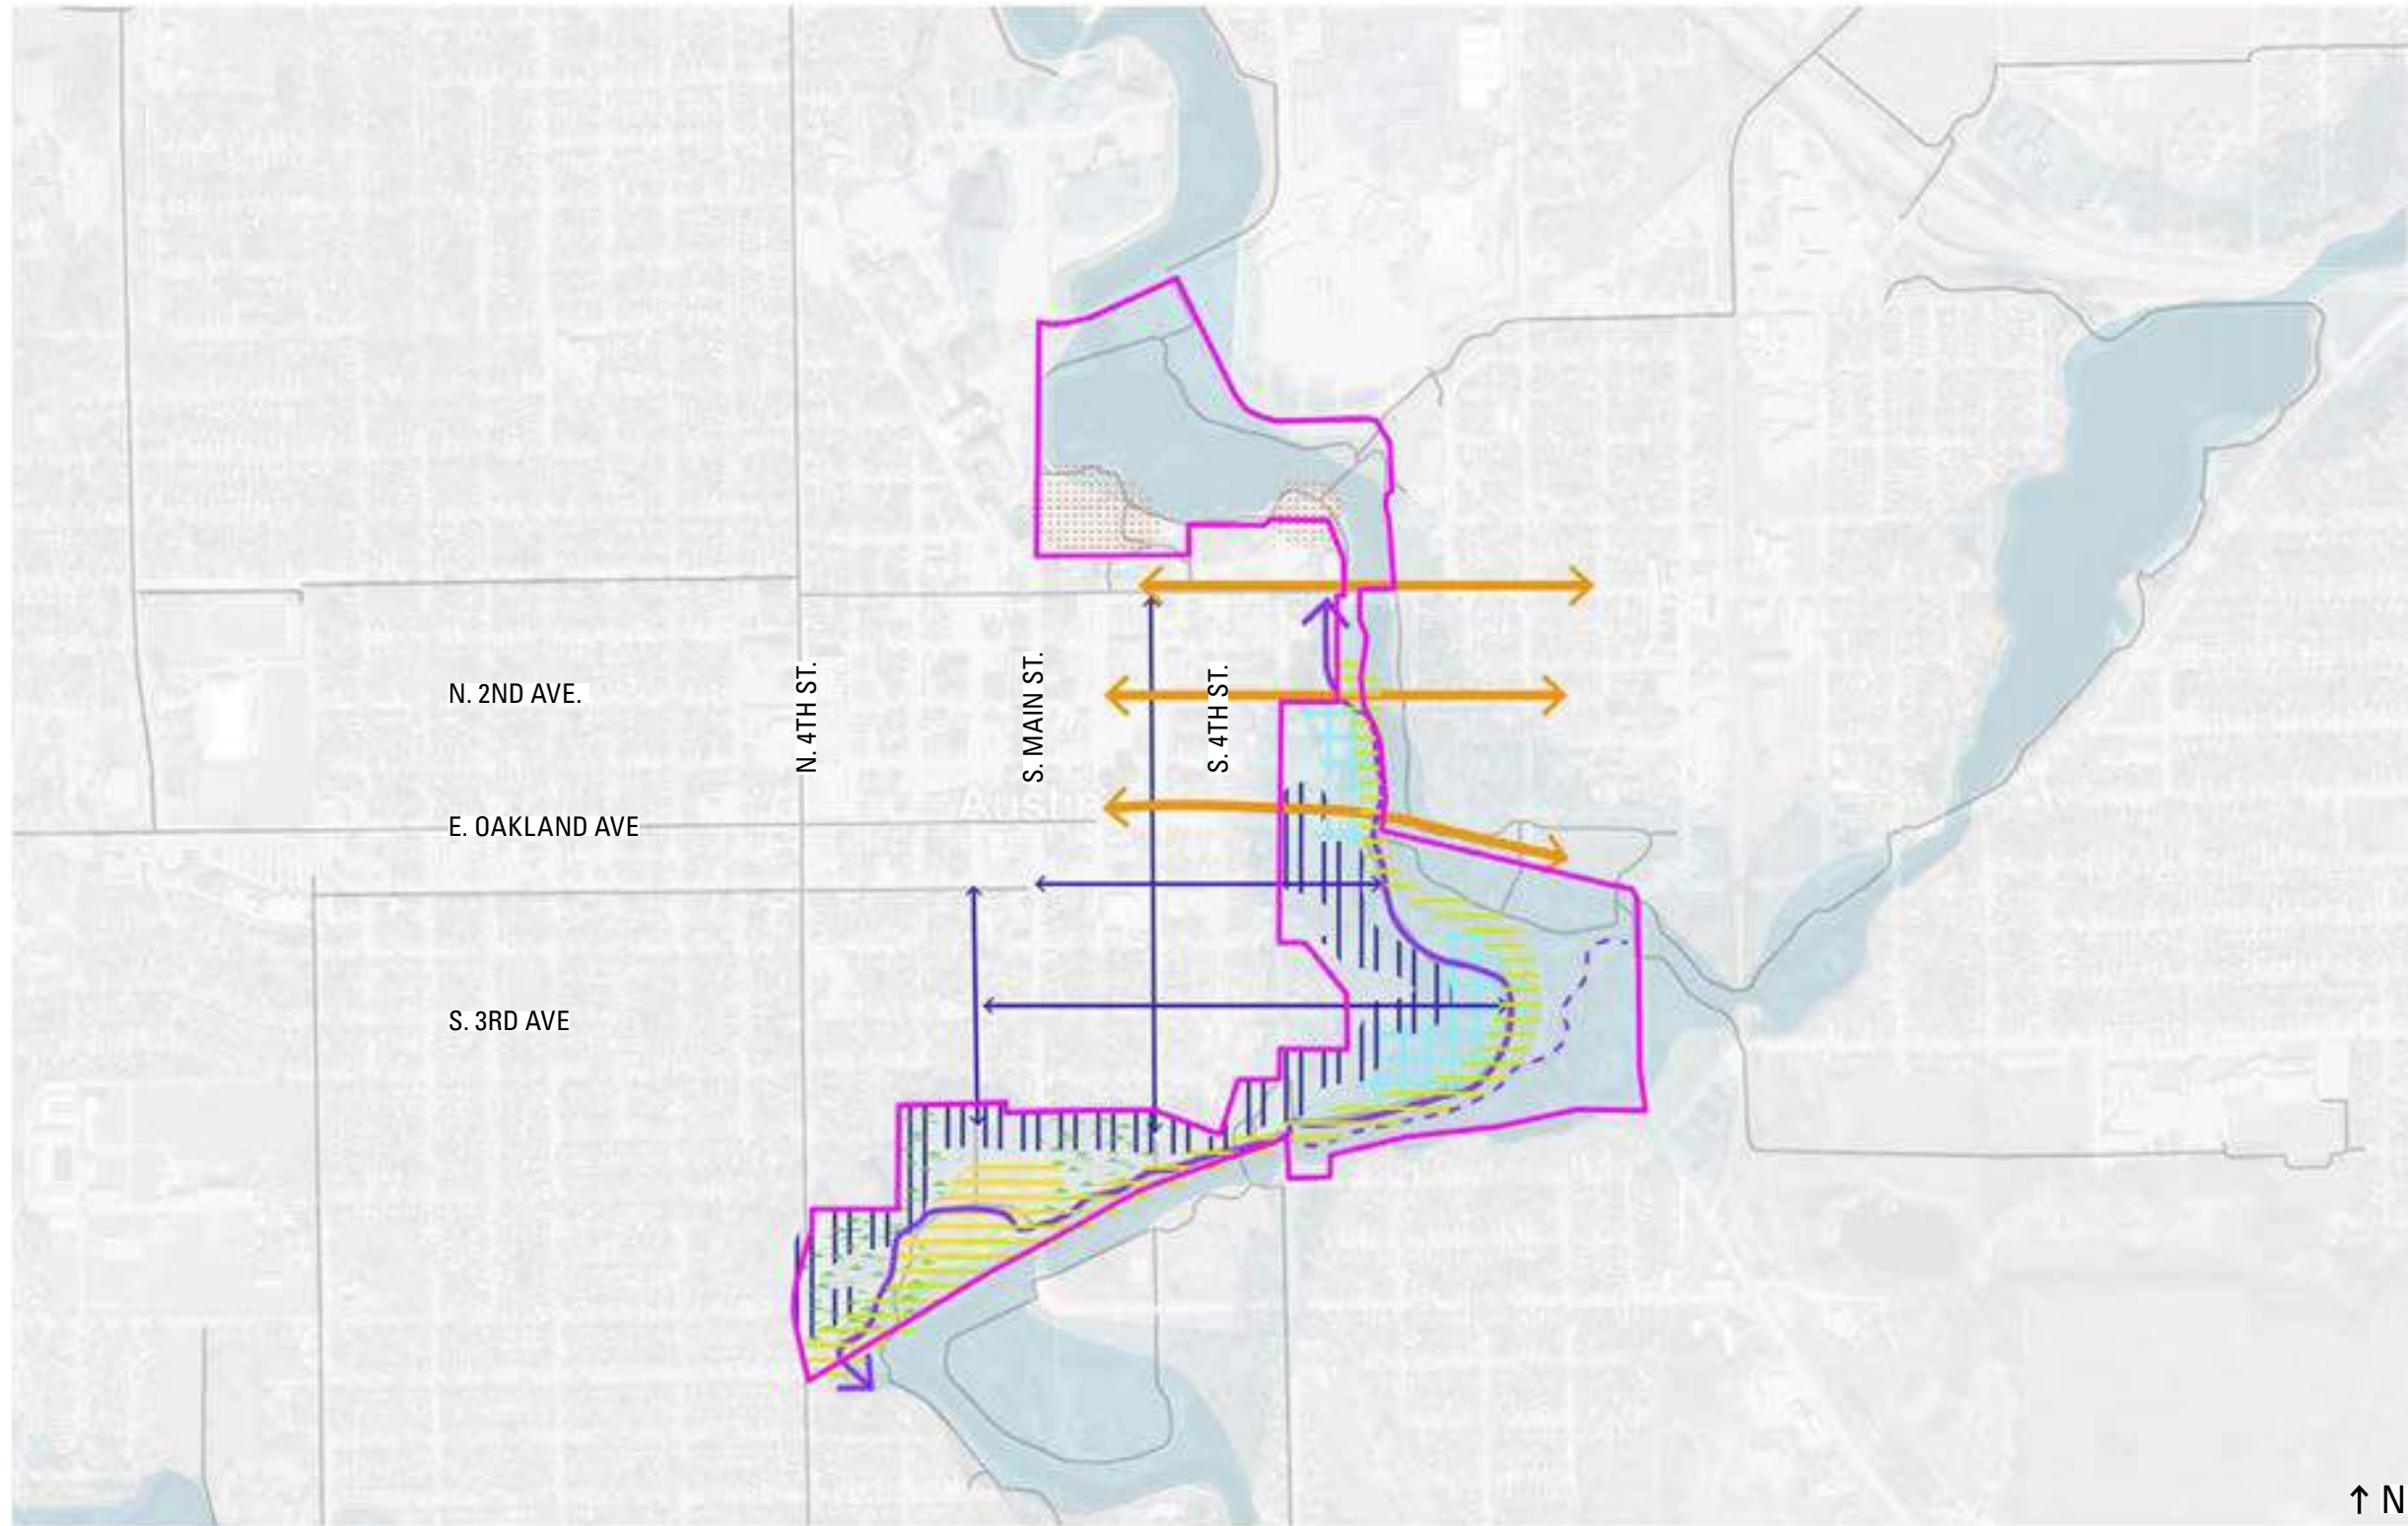 N. 2ND AVE.
N. 4TH ST.
S. MAIN ST.
S. 4TH ST.
E. OAKLAND AVE
S. 3RD AVE
↑ N